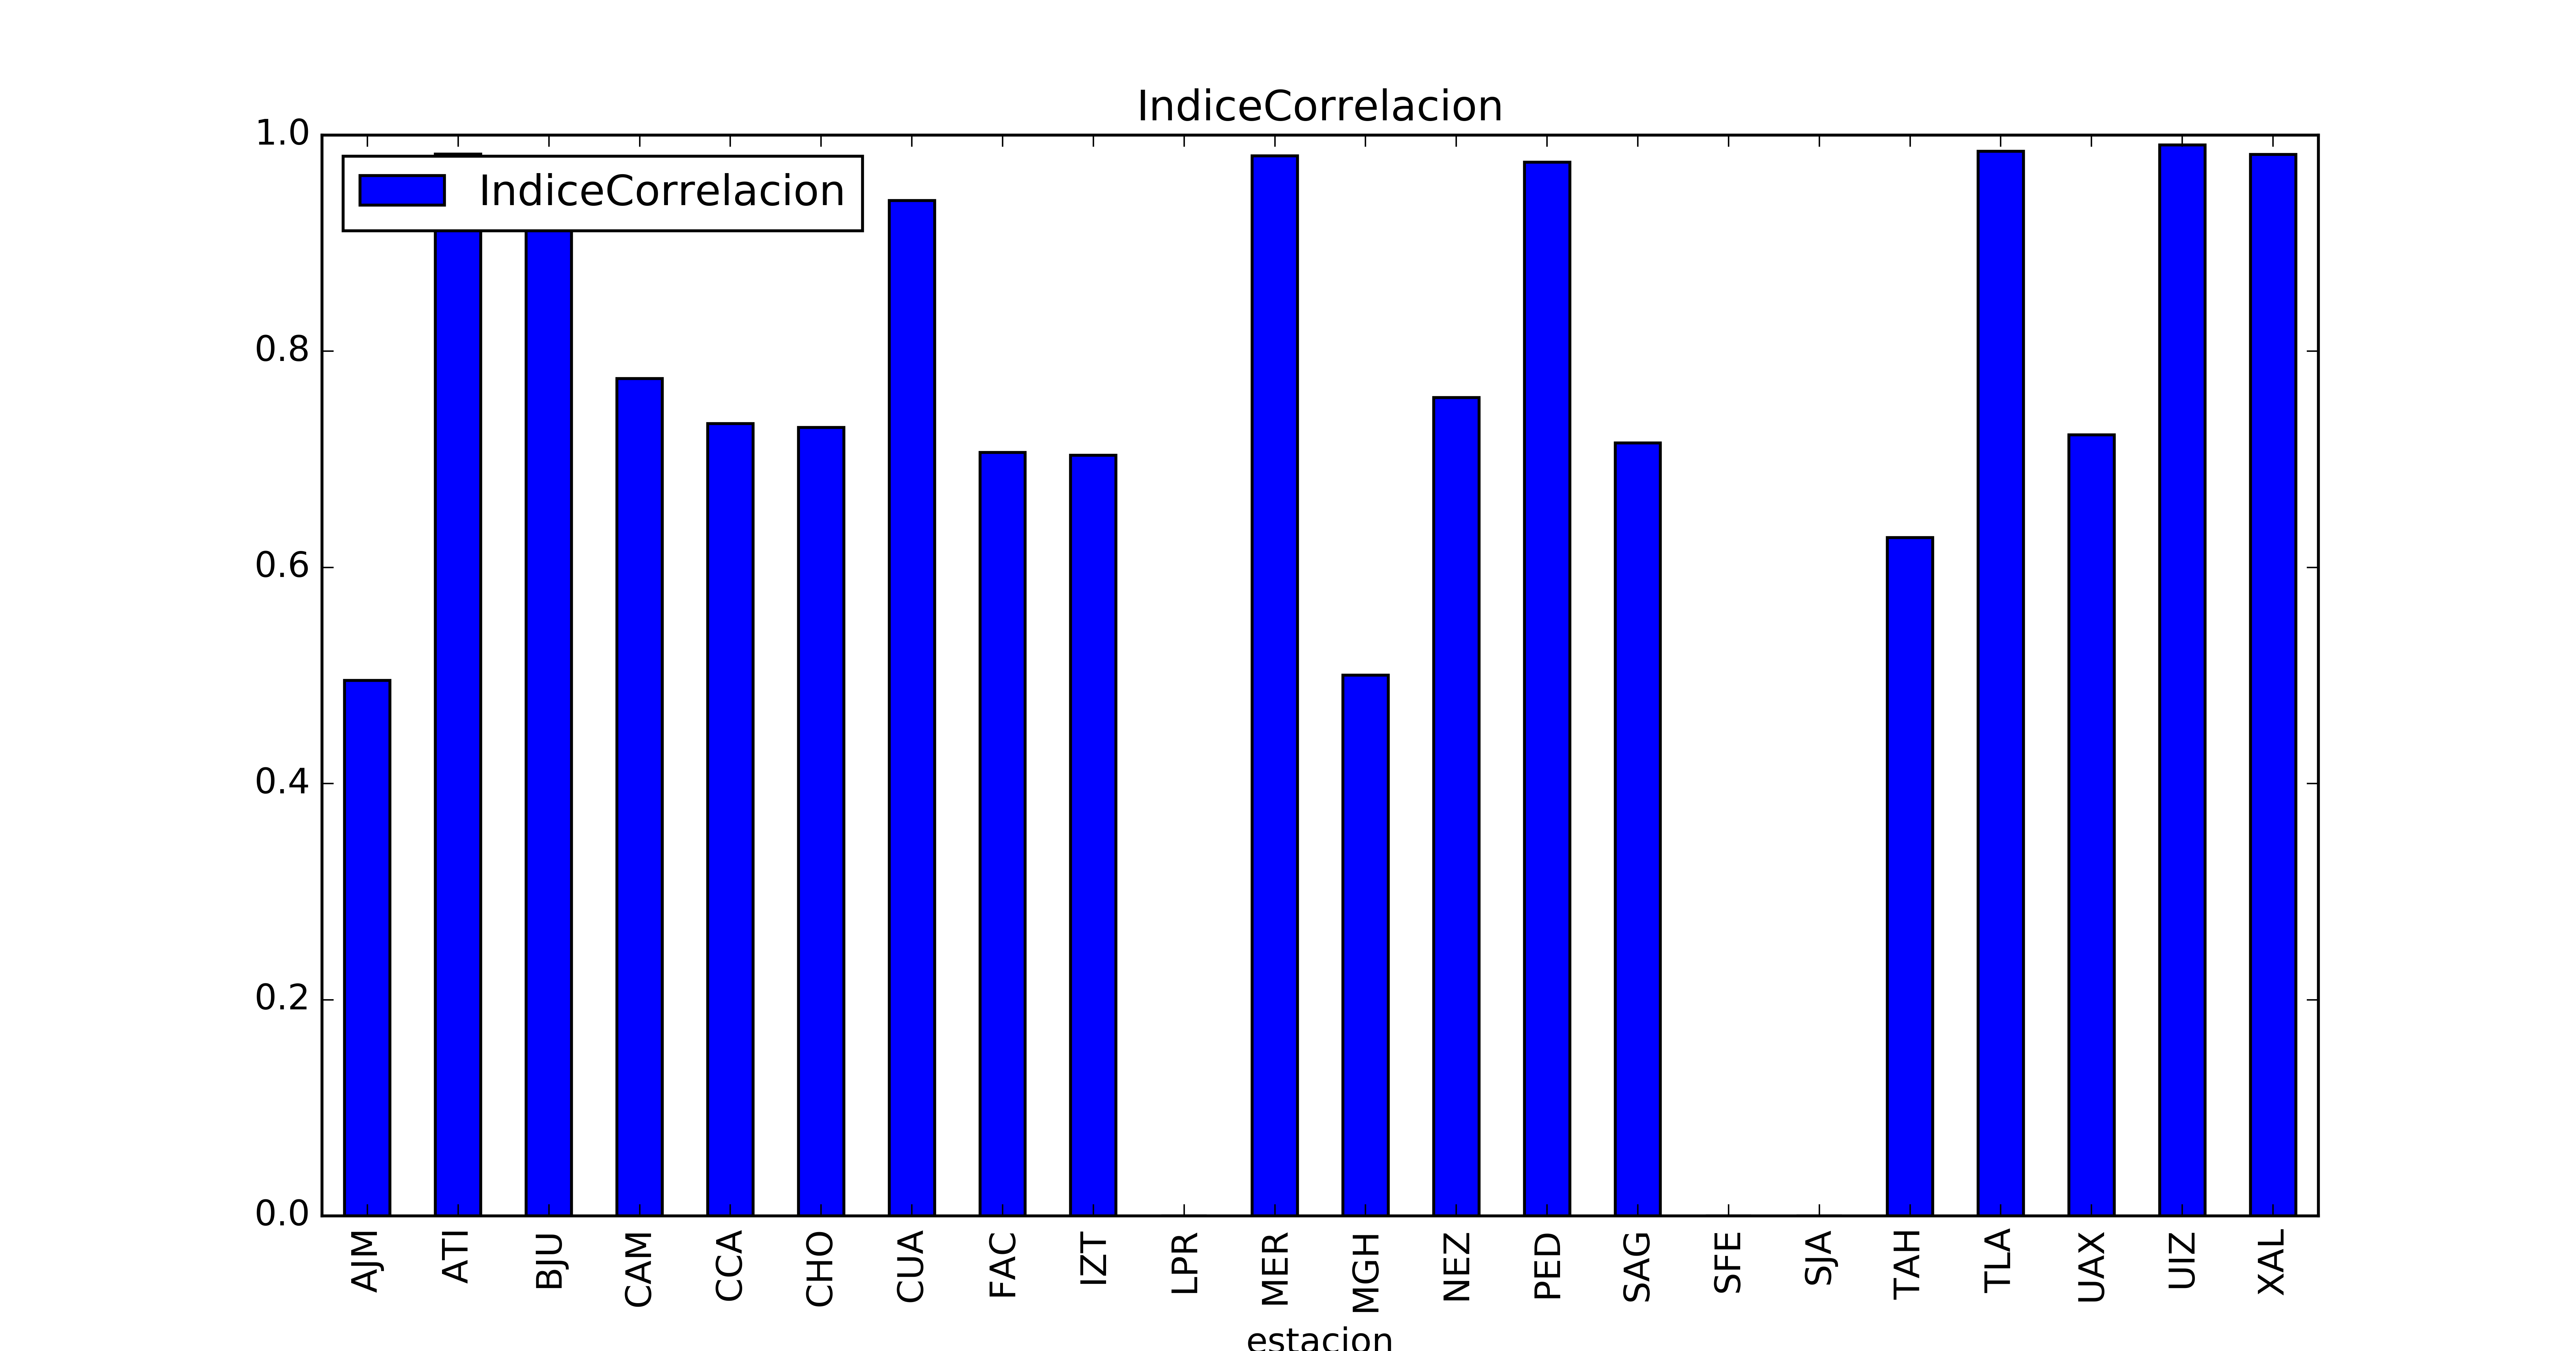 IndiceCorrelacion
IndiceCorrelacion
1.0
0.8
0.6
0.4
0.2
0.0
AJM
ATI
BJU
CAM
CCA
CHO
CUA
FAC
IZT
LPR
MER
MGH
NEZ
PED
SAG
SFE
SJA
TAH
TLA
UAX
UIZ
XAL
estacion